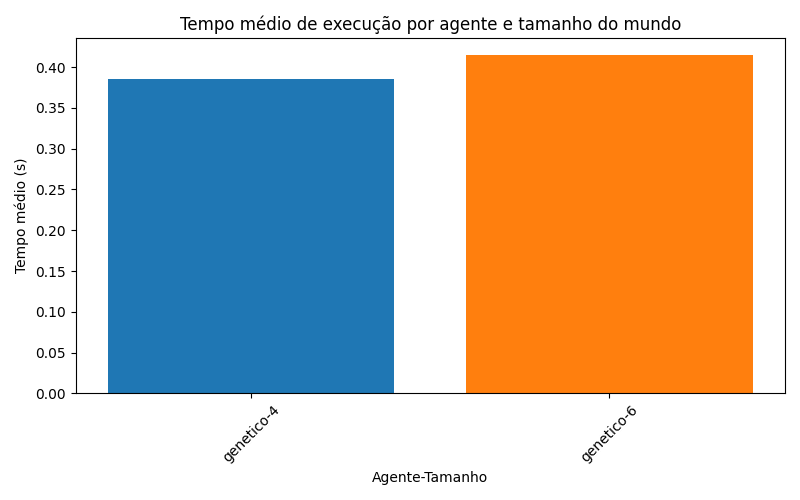 Tempo médio de execução por agente e tamanho do mundo
Tempo médio (s)
0.40
0.35
0.30
0.25
0.20
0.15
0.10
0.05
0.00
genetico-4
genetico-6
Agente-Tamanho